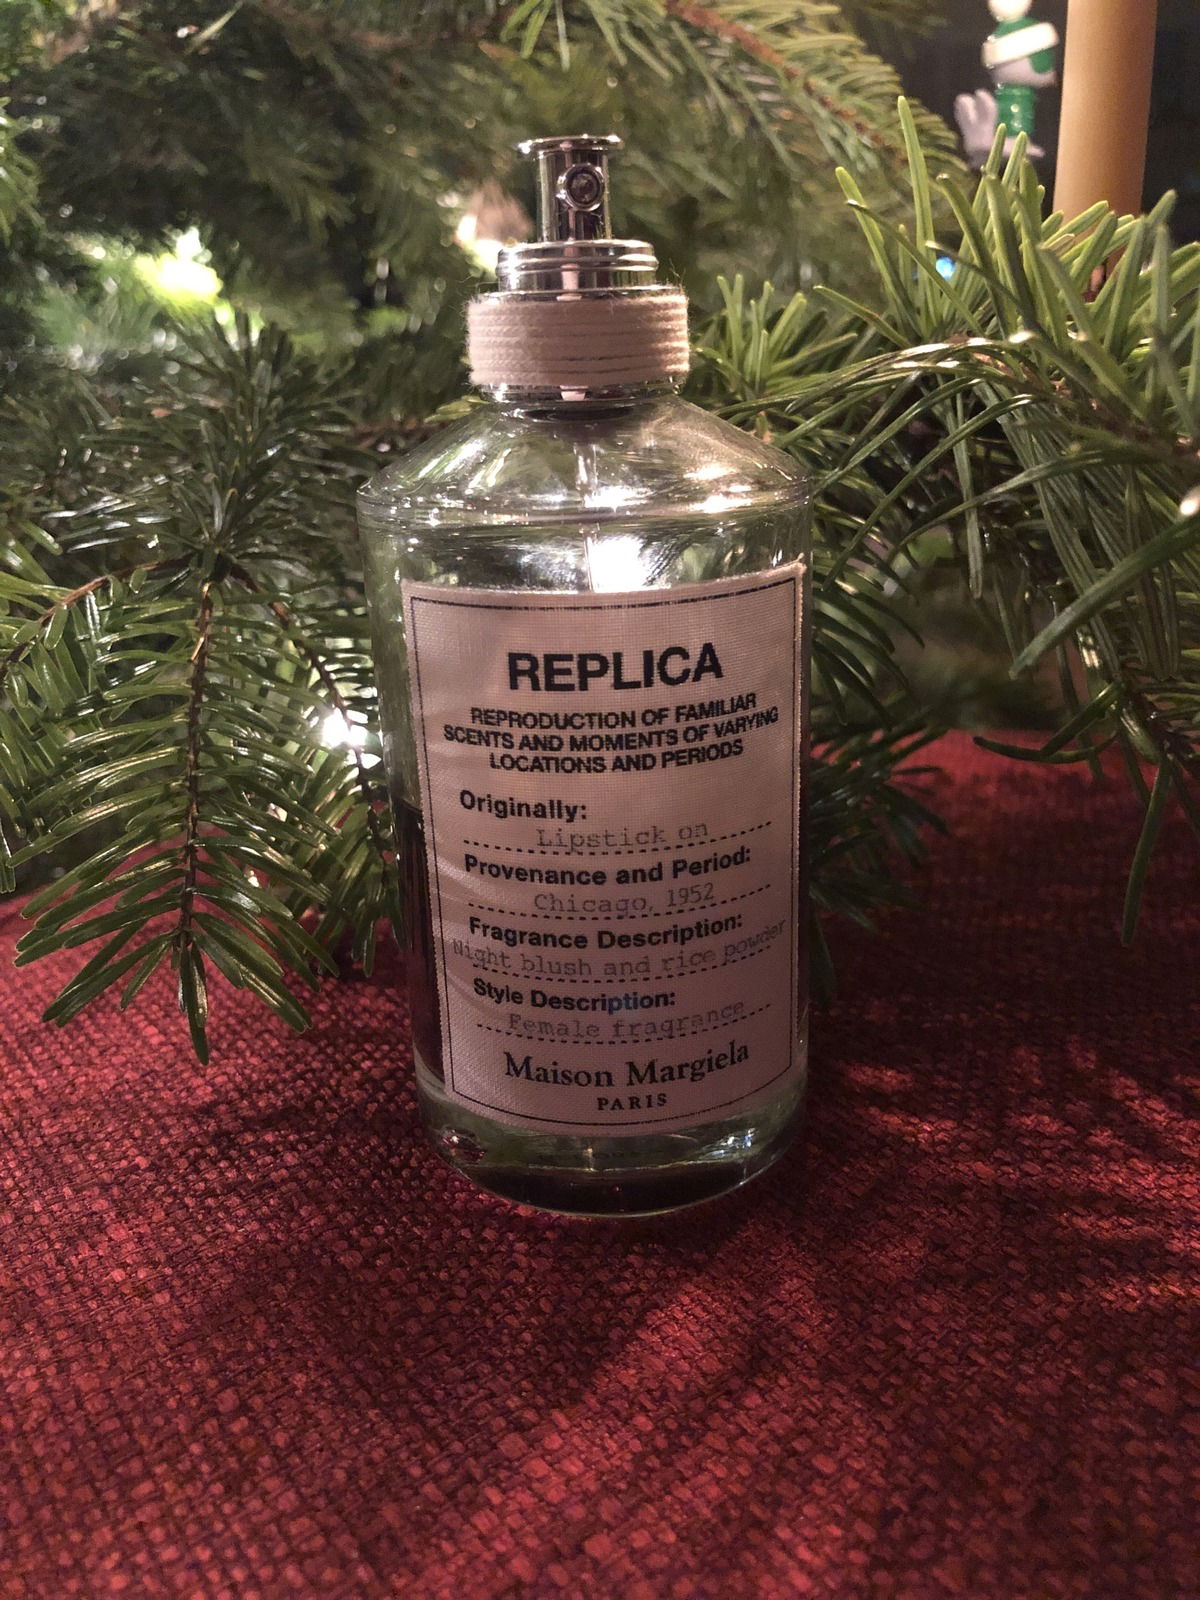 REPLICA
REPRODUCTION OF FAMILIAR
SCENTS AND MOMENTS OF VARYING
LOCATIONS AND PERIODS
Originally:
Lipstick on
Provenance and Period:
Chicago, 1952
Fragrance Description:
Night blush and rice powder
Style Description:
Female fragrance
Maison Margiela
PARIS